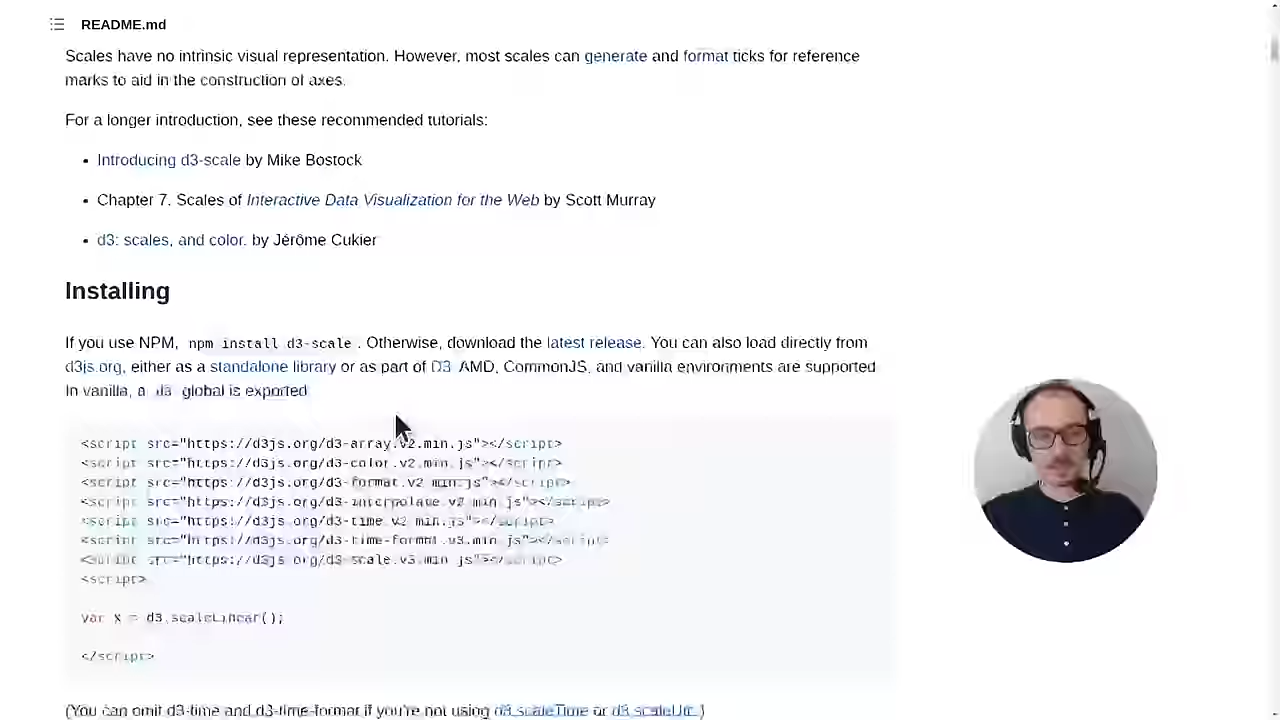 README.md
Scales have no intrinsic visual representation. However, most scales can generate and format ticks for reference
marks to aid in the construction of axes.
For a longer introduction, see these recommended tutorials:
• Introducing d3-scale by Mike Bostock
• Chapter 7. Scales of Interactive Data Visualization for the Web by Scott Murray
• d3: scales, and color. by Jérôme Cukier
Installing
If you use NPM, npm install d3-scale. Otherwise, download the latest release. You can also load directly from
d3js.org, either as a standalone library or as part of D3. AMD, CommonJS, and vanilla environments are supported.
In vanilla, a d3 global is exported:
<script src="https://d3js.org/d3-array.v2.min.js"></script>
<script src="https://d3js.org/d3-color.v2.min.js"></script>
<script src="https://d3js.org/d3-format.v2.min.js"></script>
<script src="https://d3js.org/d3-interpolate.v2.min.js"></script>
<script src="https://d3js.org/d3-time.v2.min.js"></script>
<script src="https://d3js.org/d3-time-format.v3.min.js"></script>
<script src="https://d3js.org/d3-scale.v3.min.js"></script>
<script>
var x = d3.scaleLinear();
</script>
(You can omit d3-time and d3-time-format if you're not using d3.scaleTime or d3.scaleUtc.)